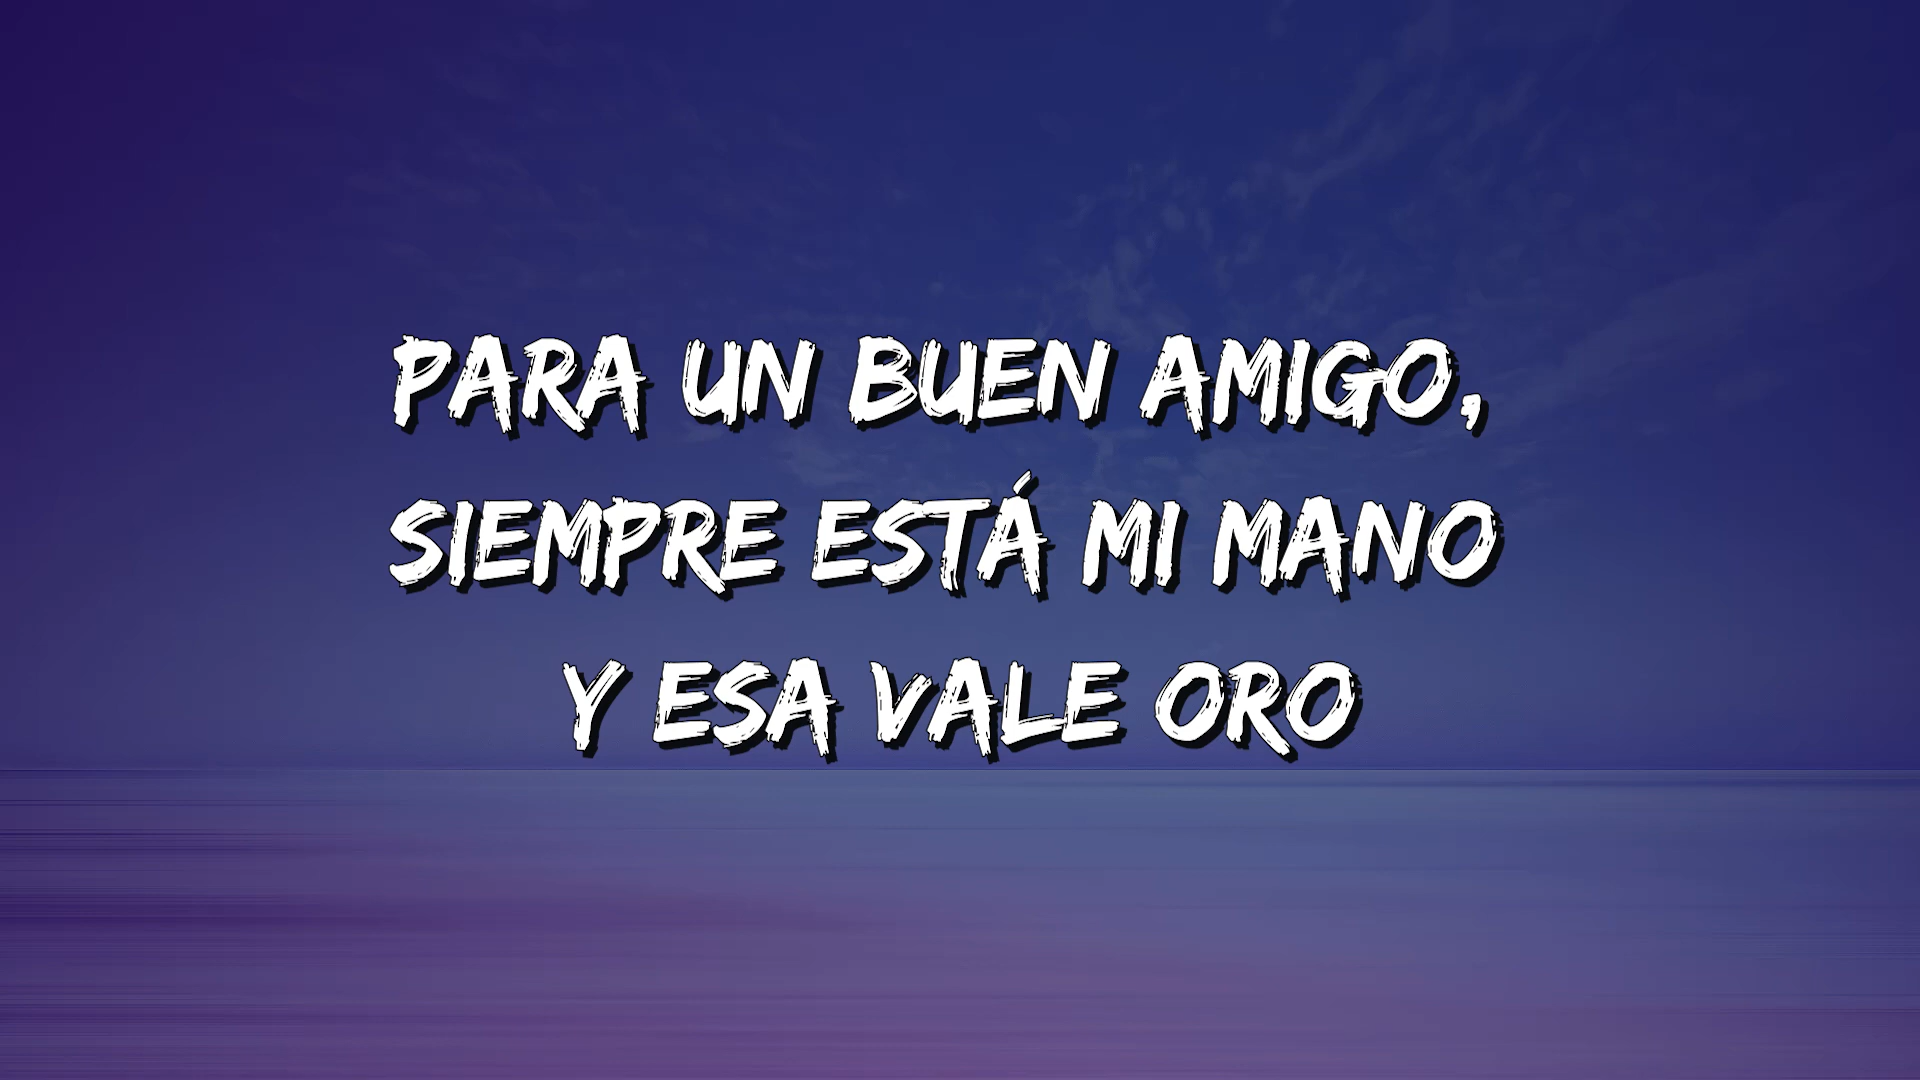 PARA UN BUEN AMIGO,
SIEMPRE ESTÁ MI MANO
Y ESA VALE ORO